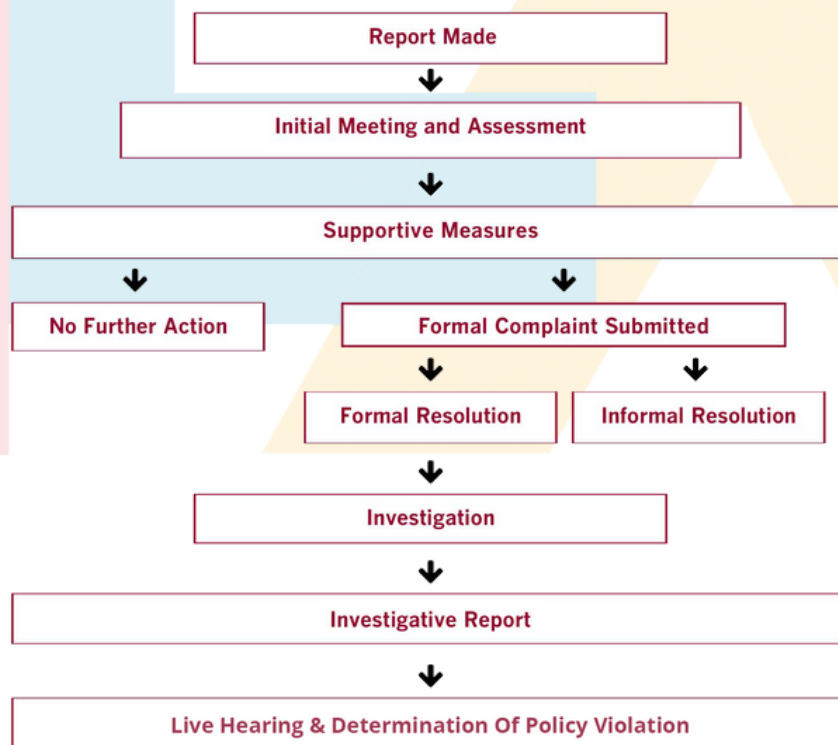 Report Made
Initial Meeting and Assessment
Supportive Measures
No Further Action
Formal Complaint Submitted
Formal Resolution
Informal Resolution
Investigation
Investigative Report
Live Hearing & Determination Of Policy Violation